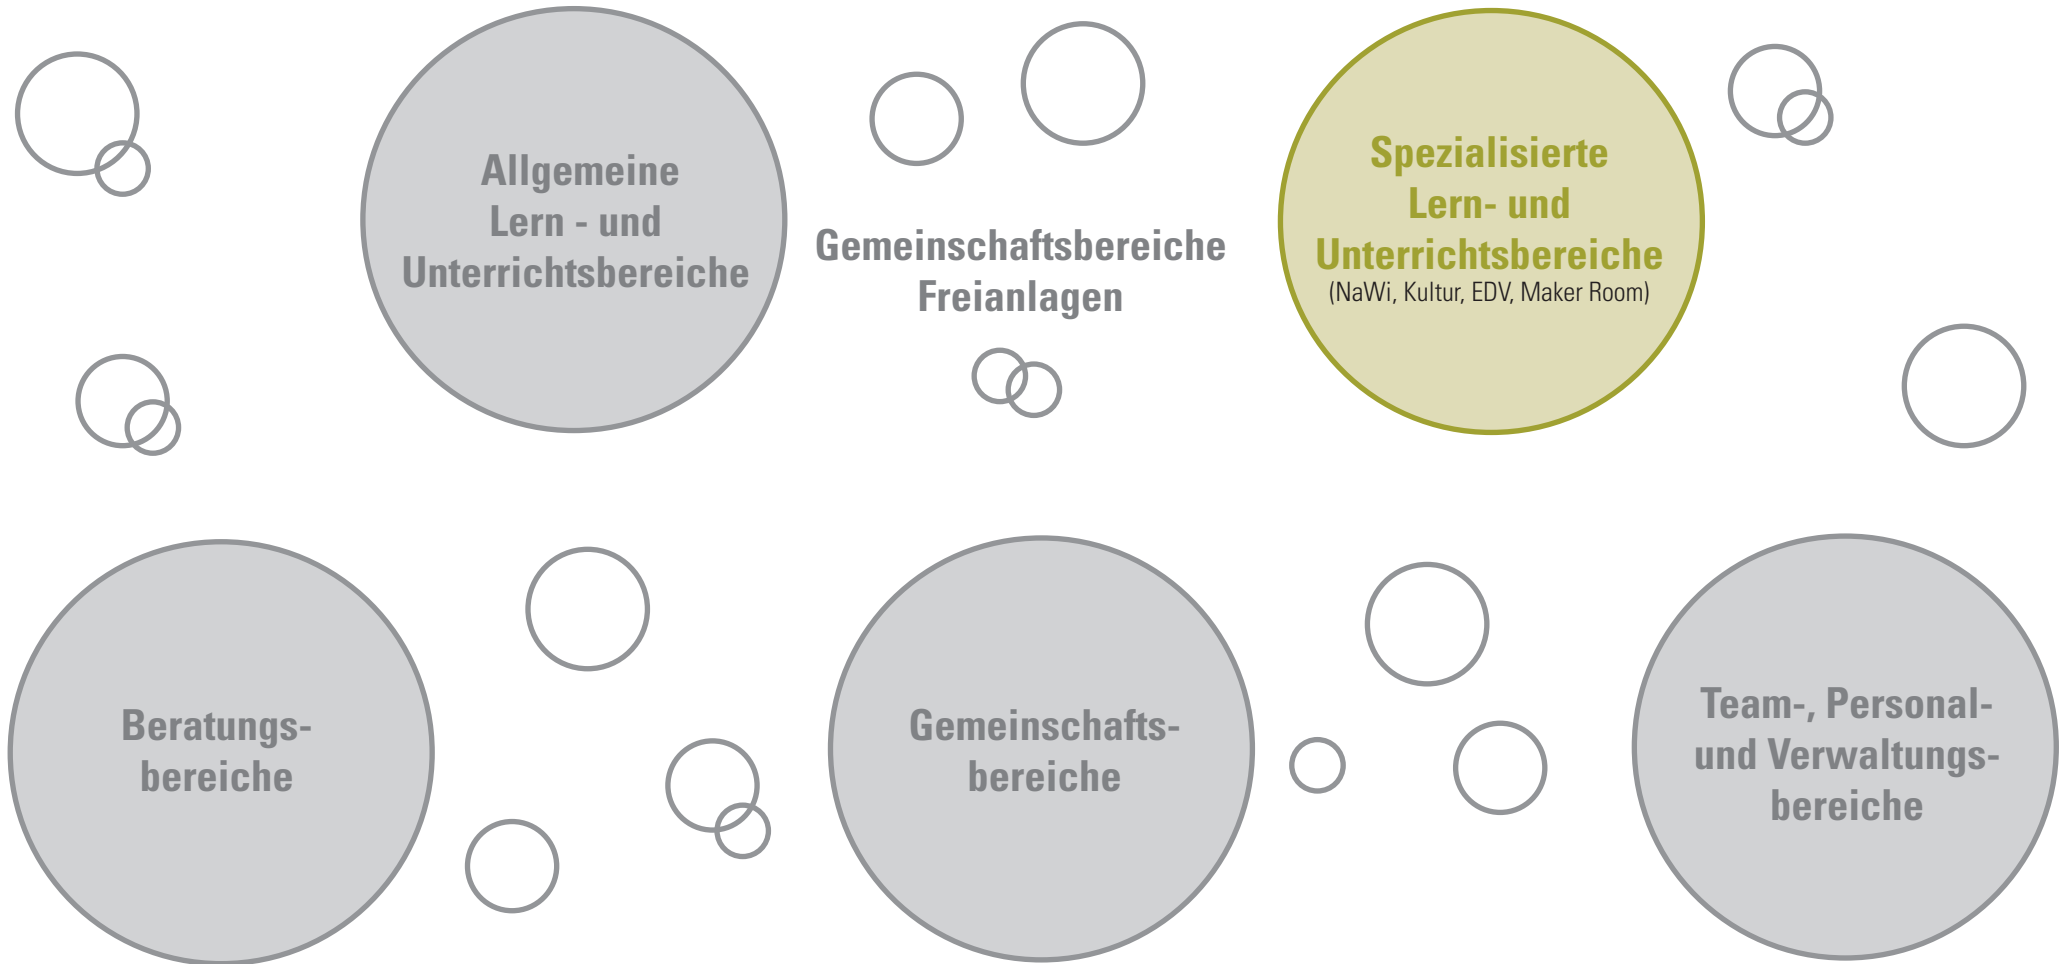 Allgemeine
Lern - und
Unterrichtsbereiche
Gemeinschaftsbereiche
Freianlagen
Spezialisierte
Lern- und
Unterrichtsbereiche
(NaWi, Kultur, EDV, Maker Room)
Beratungs-
bereiche
Gemeinschafts-
bereiche
Team-, Personal-
und Verwaltungs-
bereiche